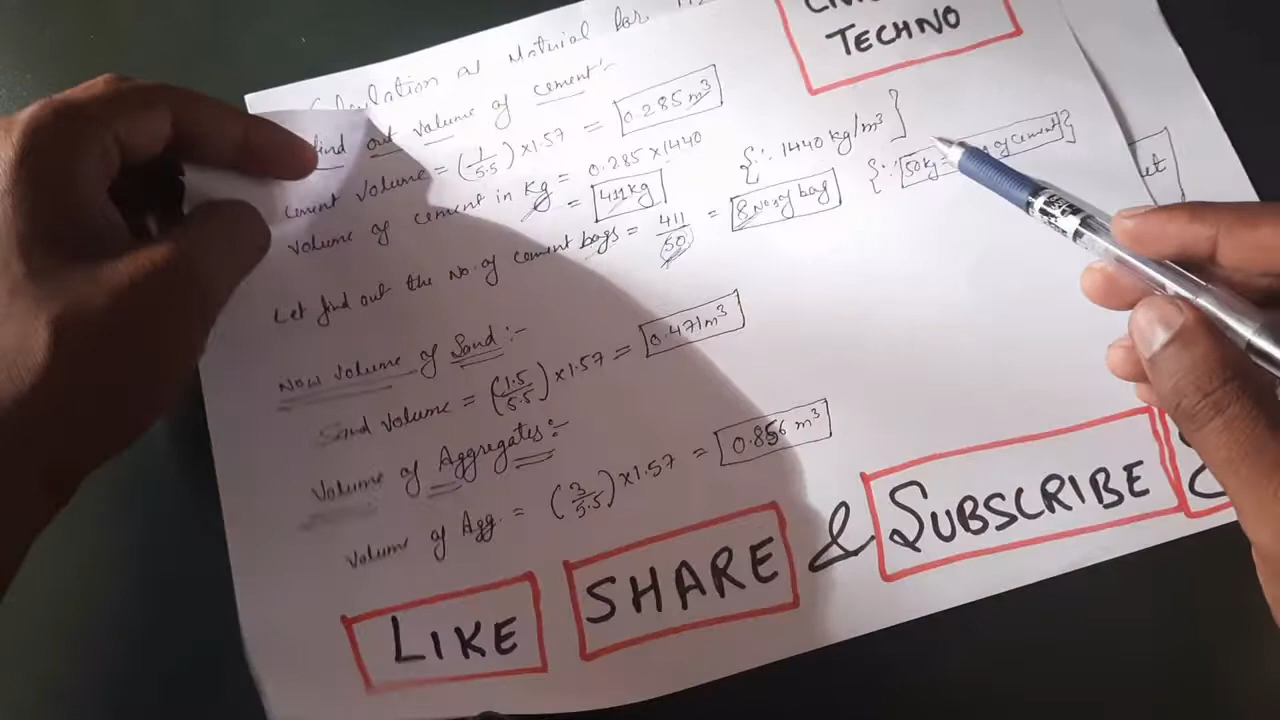 Calculation of Material for
TECHNO
find out volume of cement:-
Cement volume = (1/5.5) × 1.57 = 0.285 m³
Volume of cement in Kg = 0.285 × 1440 {∵ 1440 kg/m³}
= 411 kg
Let find out the No. of cement bags = 411/50 = 8 No. of bag {∵ 50 kg = of Cement}
Now volume of Sand:-
Sand volume = (1.5/5.5) × 1.57 = 0.471 m³
Volume of Aggregates:-
Volume of Agg. = (3/5.5) × 1.57 = 0.856 m³
LIKE SHARE & SUBSCRIBE